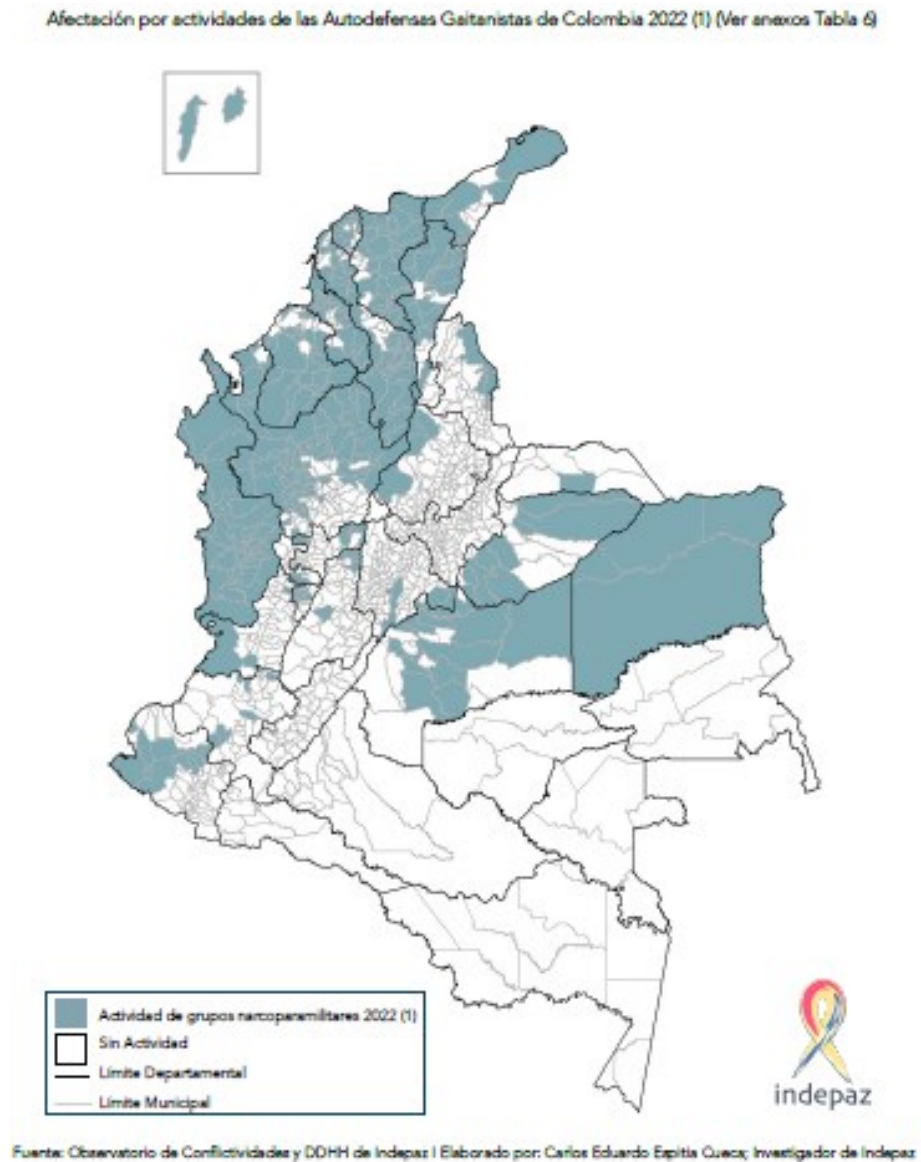 Afectación por actividades de las Autodefensas Gaitanistas de Colombia 2022 (1) (Ver anexos Tabla 6)
Actividad de grupos narcoparamilitares 2022 (1)
Sin Actividad
Límite Departamental
Límite Municipal
indepaz
Fuente: Observatorio de Conflictividades y DDHH de Indepaz I Elaborado por: Carlos Eduardo Espitia Cueca; Investigador de Indepaz